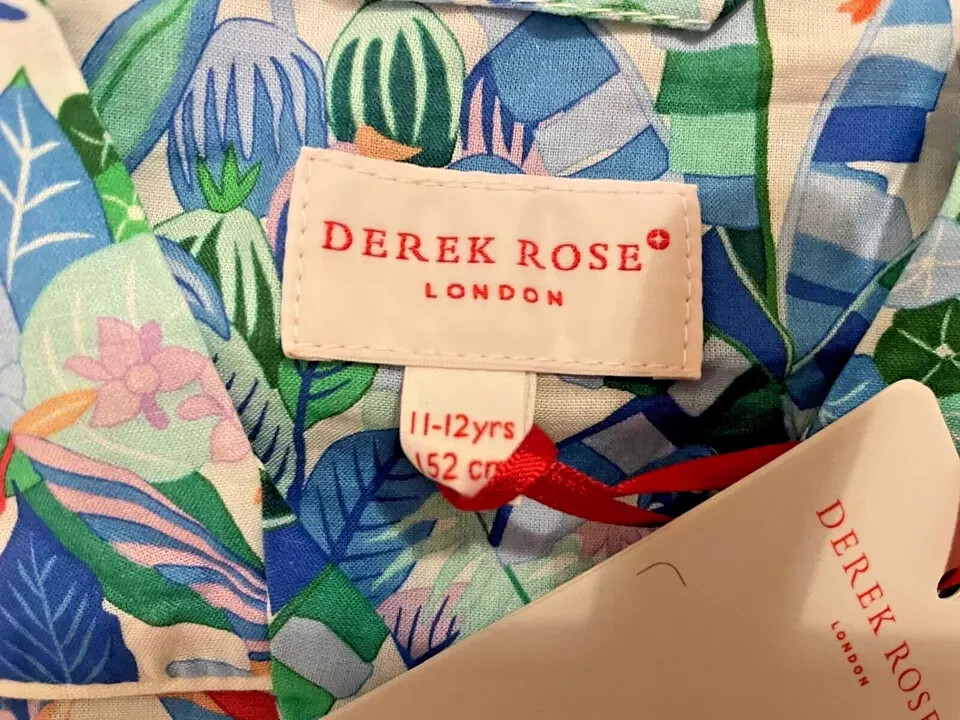 DEREK ROSE
LONDON
11-12yrs
152 cm
DEREK ROSE
LONDON